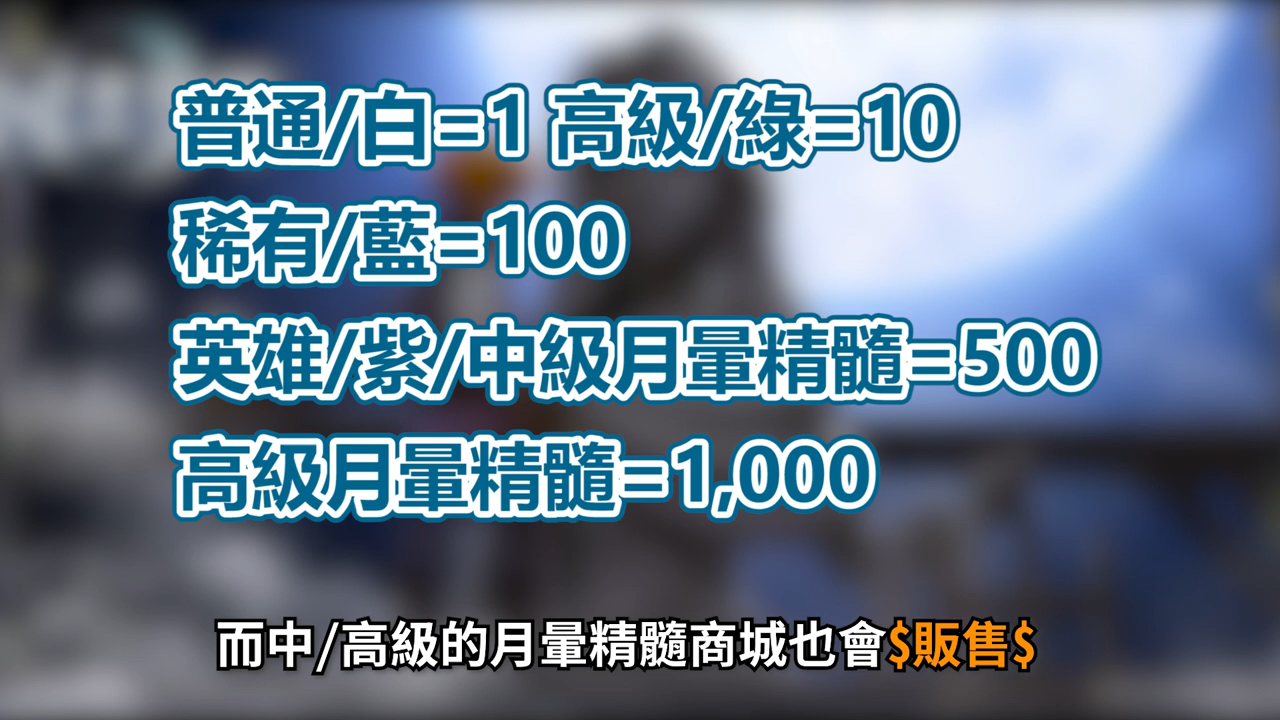 普通/白=1 高級/綠=10
稀有/藍=100
英雄/紫/中級月暈精髓=500
高級月暈精髓=1,000
而中/高級的月暈精髓商城也會$販售$